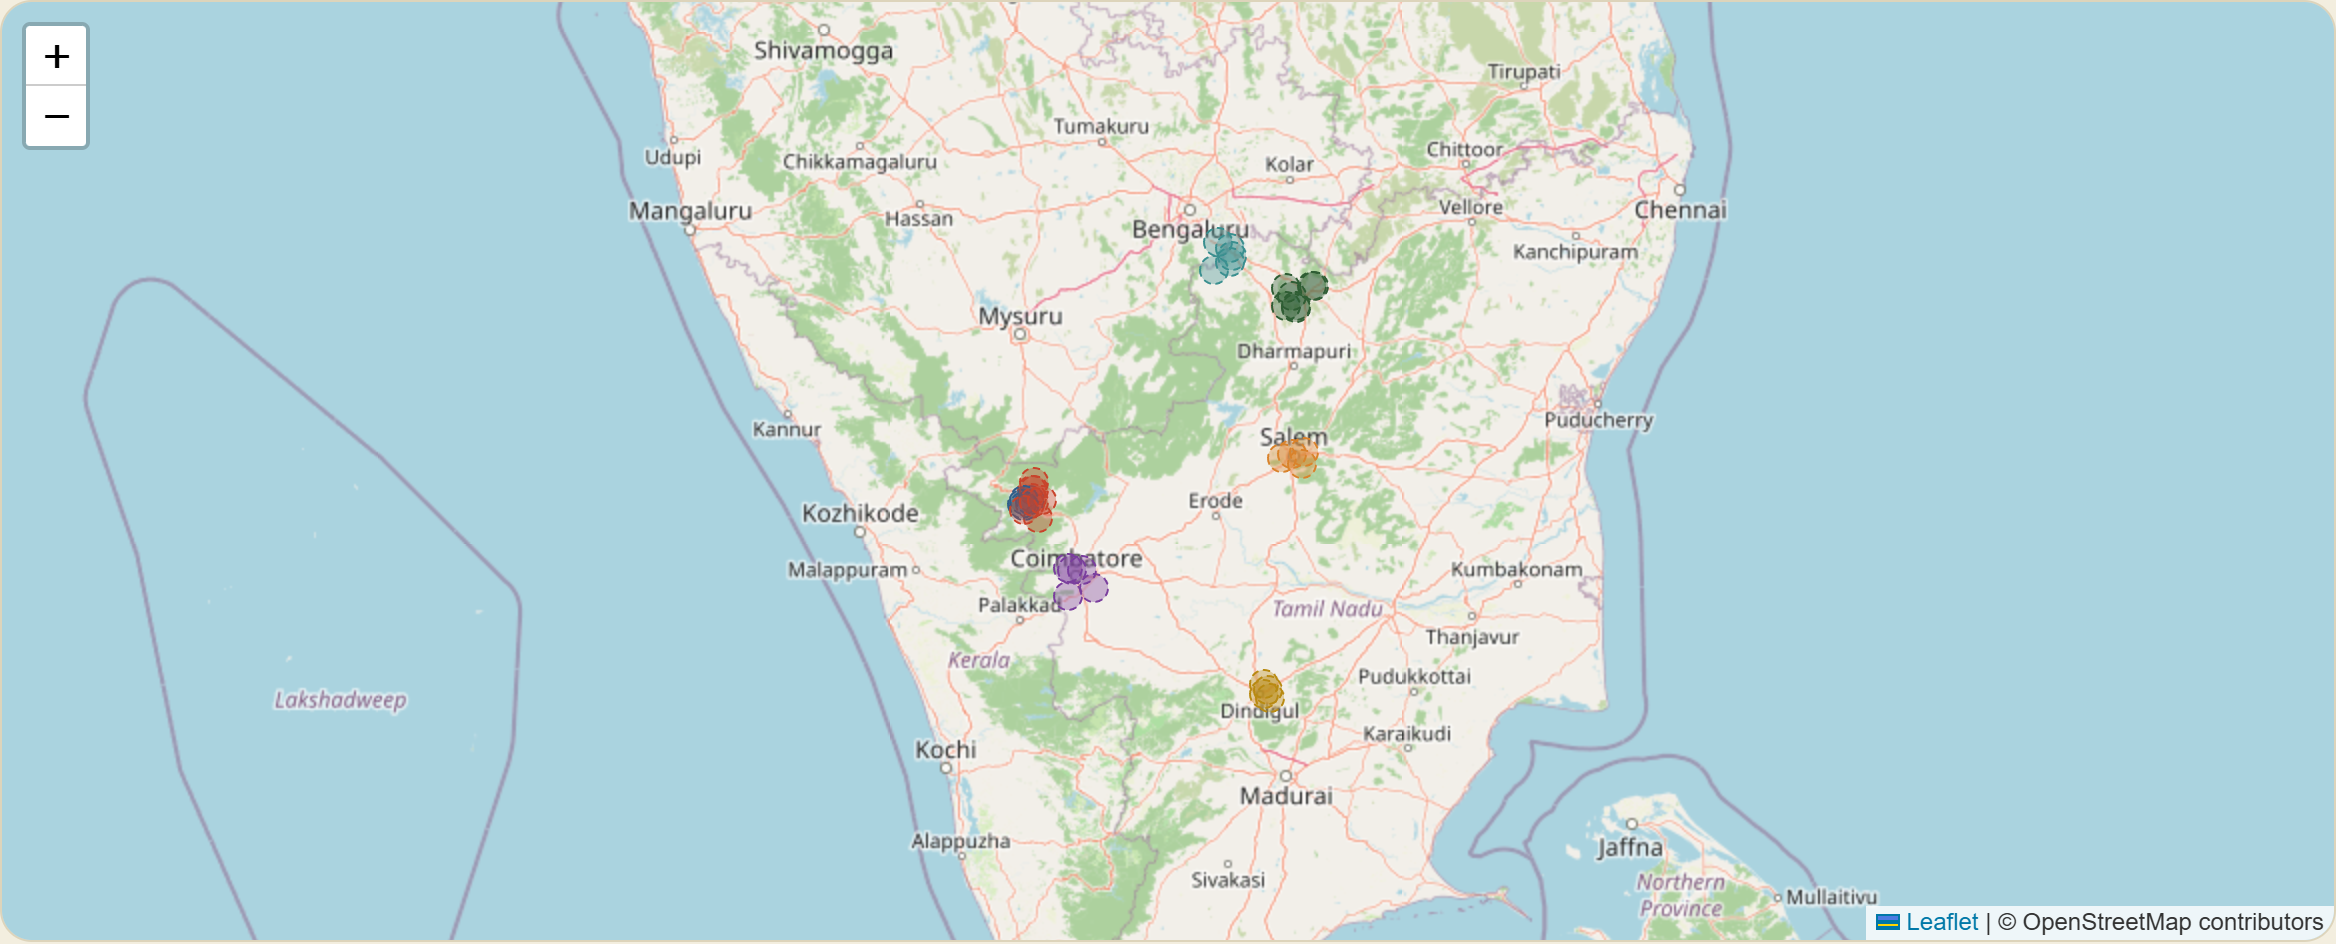 +
−
Shivamogga
Tirupati
Tumakuru
Udupi
Chikkamagaluru
Kolar
Chittoor
Mangaluru
Hassan
Bengaluru
Vellore
Chennai
Kanchipuram
Mysuru
Dharmapuri
Kannur
Puducherry
Salem
Kozhikode
Erode
Coimbatore
Malappuram
Kumbakonam
Palakkad
Tamil Nadu
Thanjavur
Kerala
Pudukkottai
Lakshadweep
Dindigul
Karaikudi
Kochi
Madurai
Alappuzha
Jaffna
Sivakasi
Northern
Province
Mullaitivu
Leaflet | © OpenStreetMap contributors